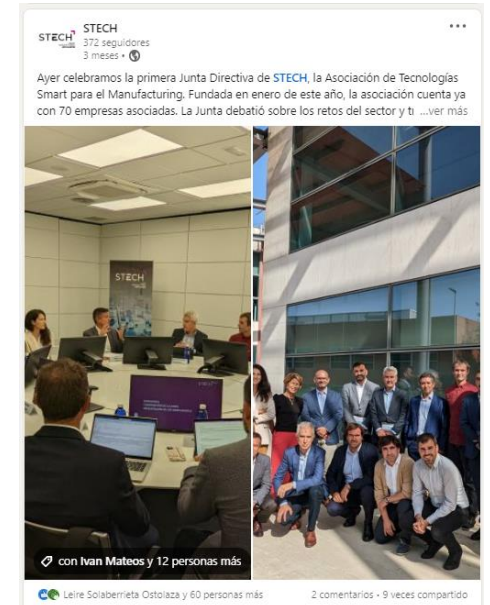 STECH
STECH
372 seguidores
3 meses •
Ayer celebramos la primera Junta Directiva de STECH, la Asociación de Tecnologías
Smart para el Manufacturing. Fundada en enero de este año, la asociación cuenta ya
con 70 empresas asociadas. La Junta debatió sobre los retos del sector y tr ...ver más
STECH
con Ivan Mateos y 12 personas más
Leire Solaberrieta Ostolaza y 60 personas más
2 comentarios • 9 veces compartido